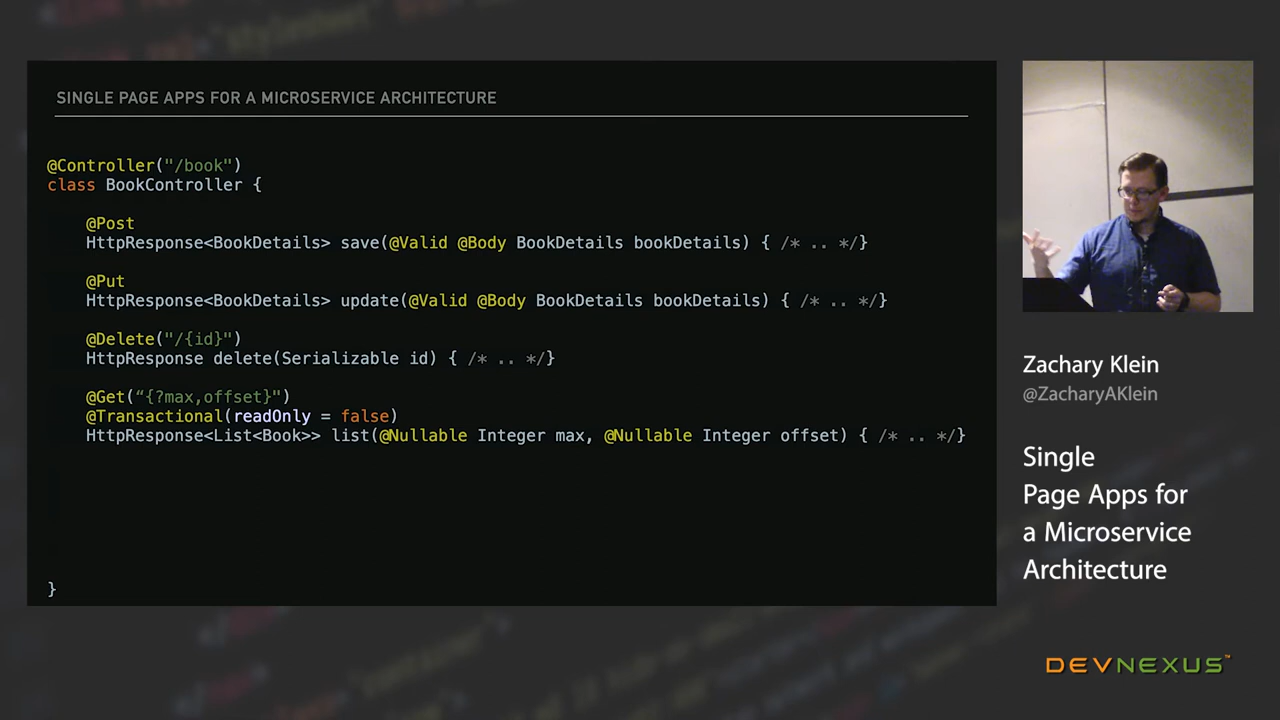 SINGLE PAGE APPS FOR A MICROSERVICE ARCHITECTURE
@Controller("/book")
class BookController {
@Post
HttpResponse<BookDetails> save(@Valid @Body BookDetails bookDetails) { /* .. */}
@Put
HttpResponse<BookDetails> update(@Valid @Body BookDetails bookDetails) { /* .. */}
@Delete("/{id}")
HttpResponse delete(Serializable id) { /* .. */}
@Get(“{?max,offset}")
@Transactional(readOnly = false)
HttpResponse<List<Book>> list(@Nullable Integer max, @Nullable Integer offset) { /* .. */}
}
Zachary Klein
@ZacharyAKlein
Single
Page Apps for
a Microservice
Architecture
DEVNEXUS™